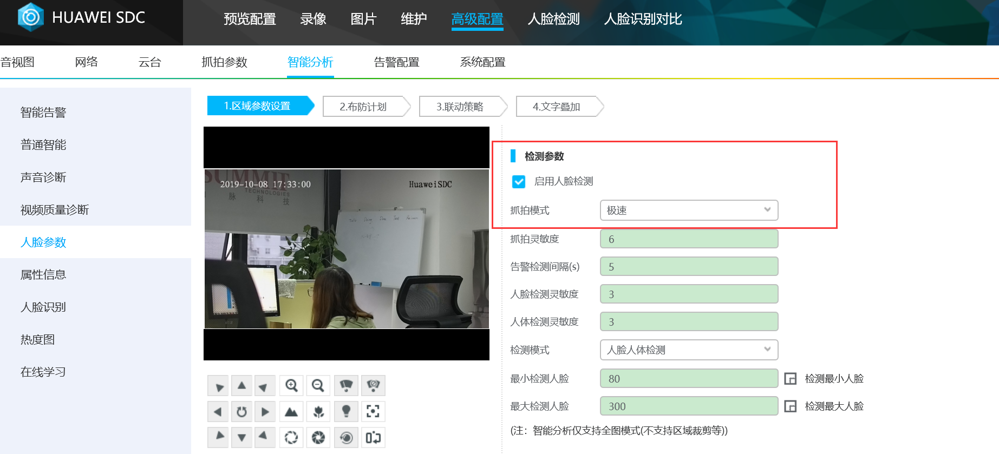 HUAWEI SDC
预览配置 录像 图片 维护 高级配置 人脸检测 人脸识别对比
音视图 网络 云台 抓拍参数 智能分析 告警配置 系统配置
智能告警
普通智能
声音诊断
视频质量诊断
人脸参数
属性信息
人脸识别
热度图
在线学习
1.区域参数设置 2.布防计划 3.联动策略 4.文字叠加
SUMMIT
2019-10-08 17:33:00 HuaweiSDC
TECHNOLOGIES
脉 科 技
检测参数
启用人脸检测
抓拍模式 极速
抓拍灵敏度 6
告警检测间隔(s) 5
人脸检测灵敏度 3
人体检测灵敏度 3
检测模式 人脸人体检测
最小检测人脸 80 检测最小人脸
最大检测人脸 300 检测最大人脸
(注：智能分析仅支持全图模式(不支持区域裁剪等))